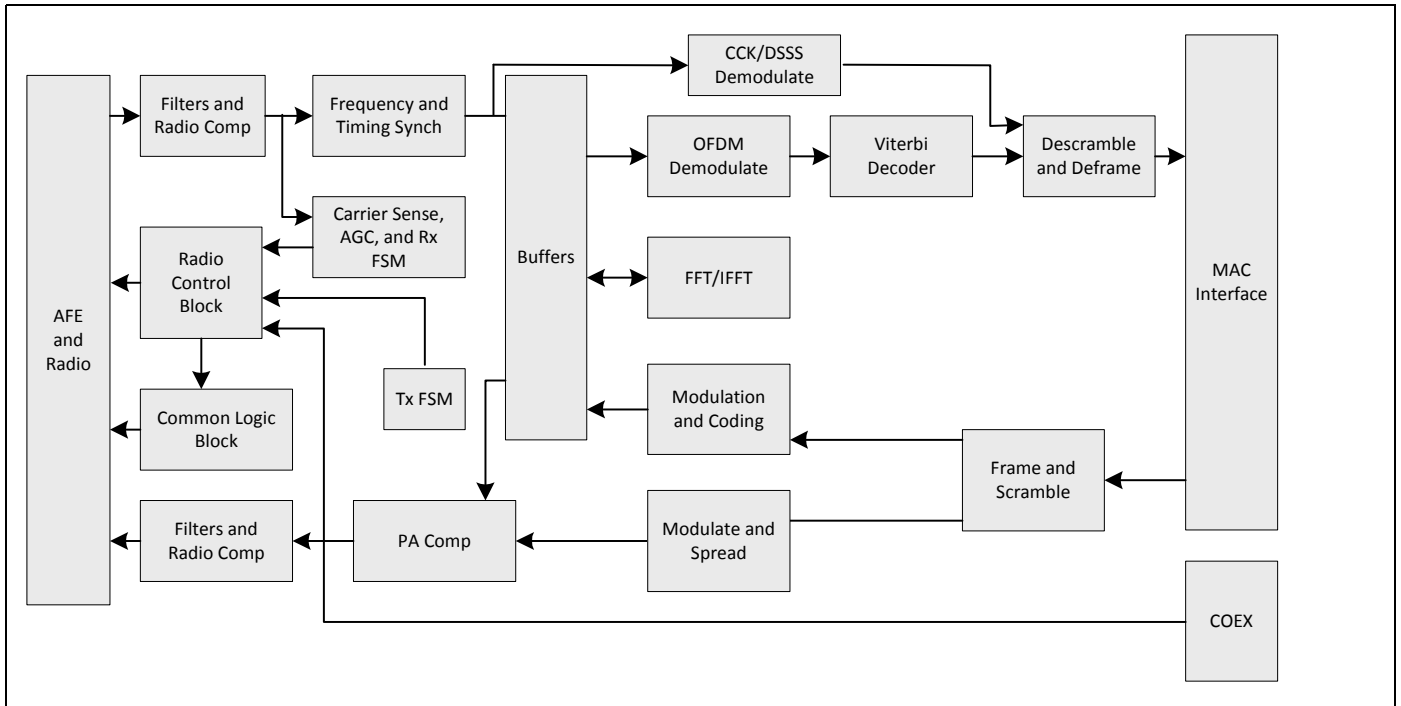 CCK/DSSS
Demodulate
Filters and
Radio Comp
Frequency and
Timing Synch
OFDM
Demodulate
Viterbi
Decoder
Descramble
and Deframe
Carrier Sense,
AGC, and Rx
FSM
Radio
Control
Block
Buffers
FFT/IFFT
MAC
Interface
AFE
and
Radio
Tx FSM
Modulation
and Coding
Common Logic
Block
Frame and
Scramble
Filters and
Radio Comp
PA Comp
Modulate and
Spread
COEX